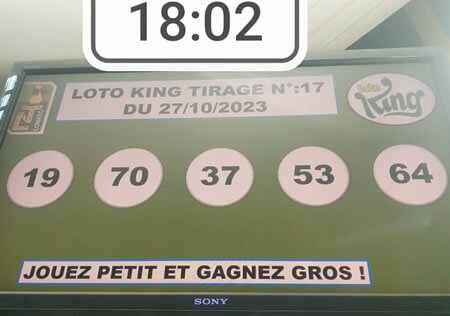 18:02
LOTO KING TIRAGE N°:17
DU 27/10/2023
Loto
King
19 70 37 53 64
JOUEZ PETIT ET GAGNEZ GROS !
SONY